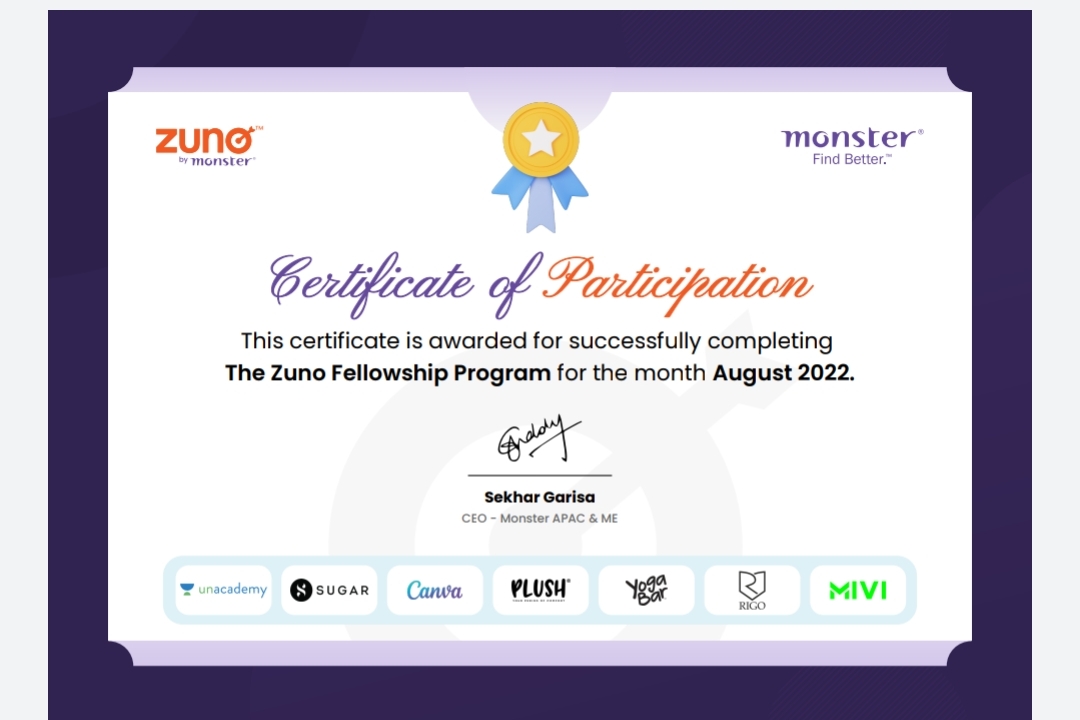 zuno™
by monster®
monster®
Find Better.™
Certificate of Participation
This certificate is awarded for successfully completing
The Zuno Fellowship Program for the month August 2022.
Sekhar Garisa
CEO - Monster APAC & ME
unacademy
SUGAR
Canva
PLUSH®
Yoga
Bar
RIGO
MIVI